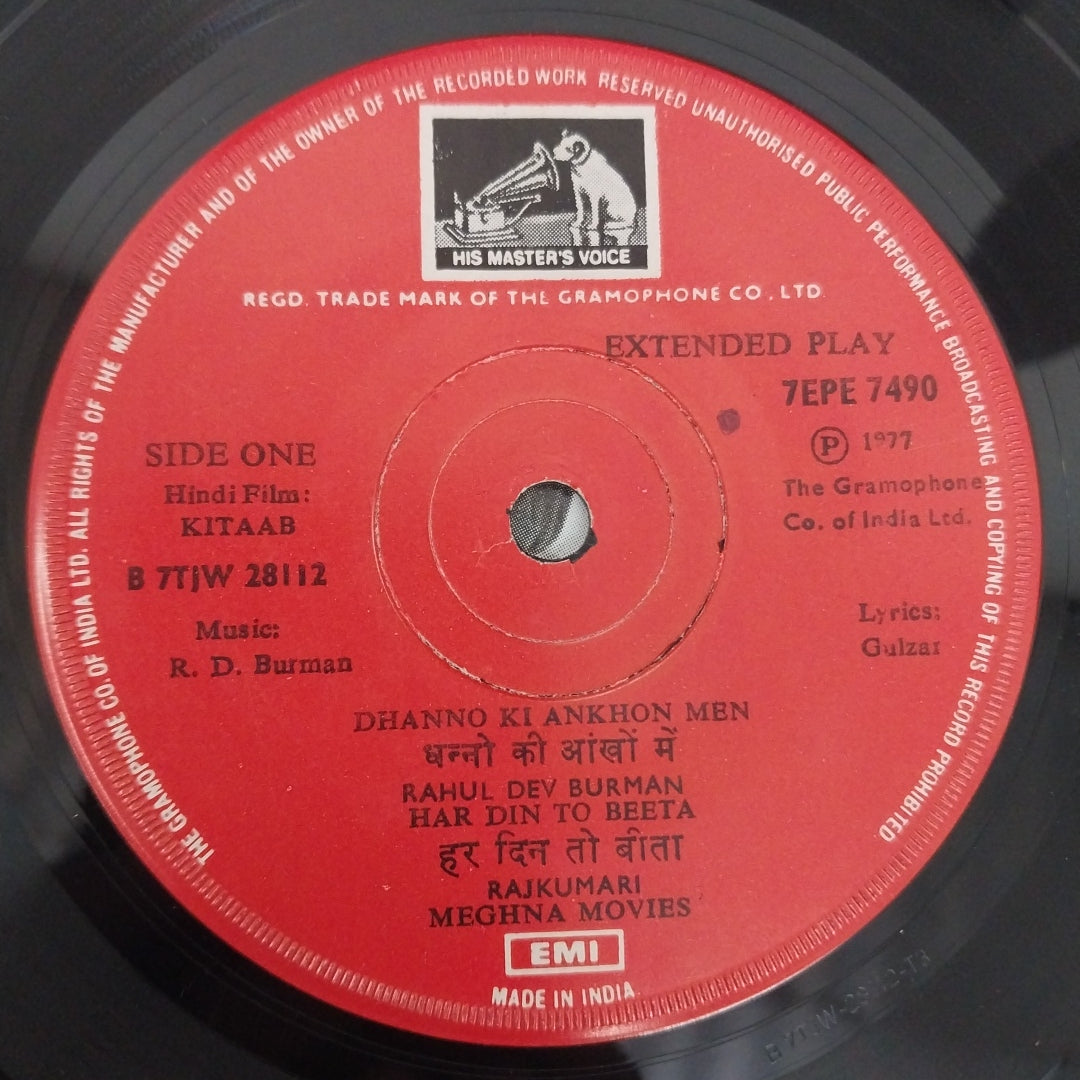 THE GRAMOPHONE CO. OF INDIA LTD. ALL RIGHTS OF THE MANUFACTURER AND OF THE OWNER OF THE RECORDED WORK RESERVED UNAUTHORISED PUBLIC PERFORMANCE BROADCASTING AND COPYING OF THIS RECORD PROHIBITED
HIS MASTER'S VOICE
REGD. TRADE MARK OF THE GRAMOPHONE CO., LTD.
EXTENDED PLAY
7EPE 7490
Ⓟ 1977
The Gramophone
Co. of India Ltd.
SIDE ONE
Hindi Film:
KITAAB
B 7TJW 28112
Music:
R. D. Burman
Lyrics:
Gulzar
DHANNO KI ANKHON MEN
धन्नो की आंखों में
RAHUL DEV BURMAN
HAR DIN TO BEETA
हर दिन तो बीता
RAJKUMARI
MEGHNA MOVIES
EMI
MADE IN INDIA